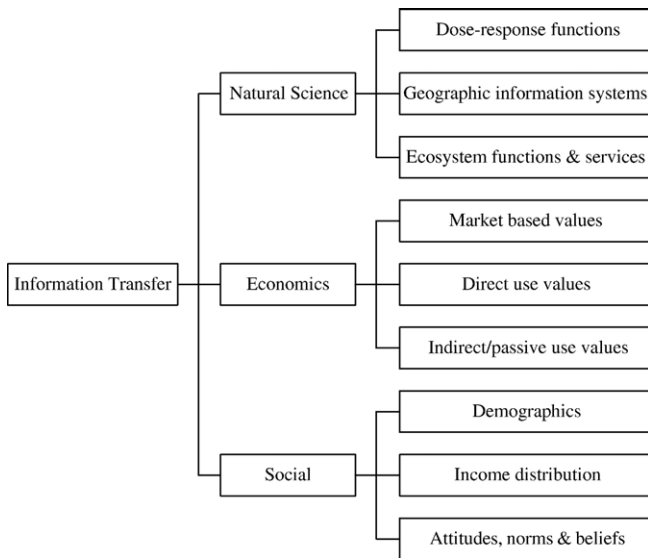 Information Transfer
Natural Science
Dose-response functions
Geographic information systems
Ecosystem functions & services
Economics
Market based values
Direct use values
Indirect/passive use values
Social
Demographics
Income distribution
Attitudes, norms & beliefs